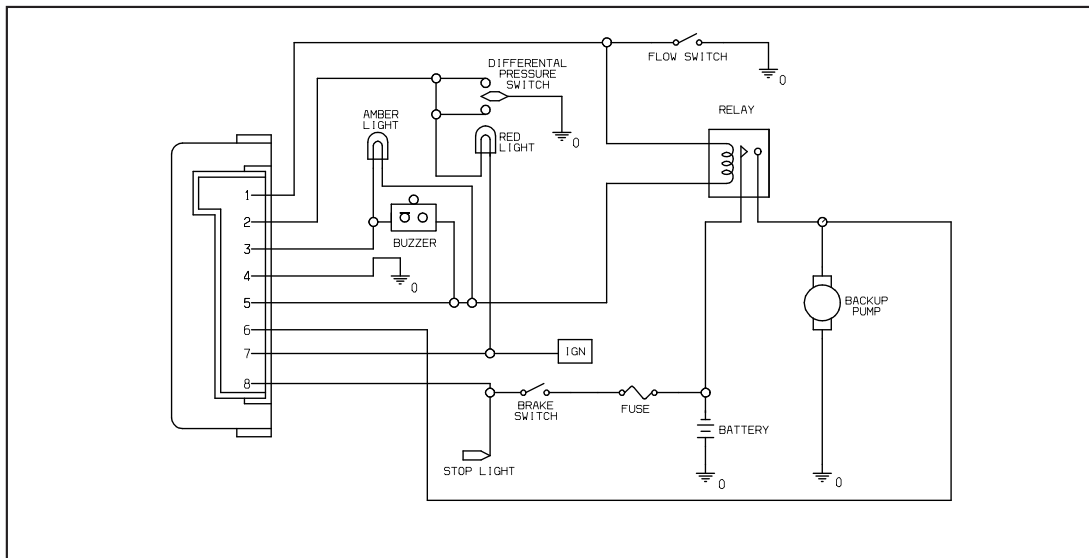 FLOW SWITCH
0
DIFFERENTAL
PRESSURE
SWITCH
0
RELAY
AMBER
LIGHT
RED
LIGHT
1
2
3
4
5
6
7
8
BUZZER
0
IGN
BACKUP
PUMP
BRAKE
SWITCH
FUSE
BATTERY
STOP LIGHT
0
0